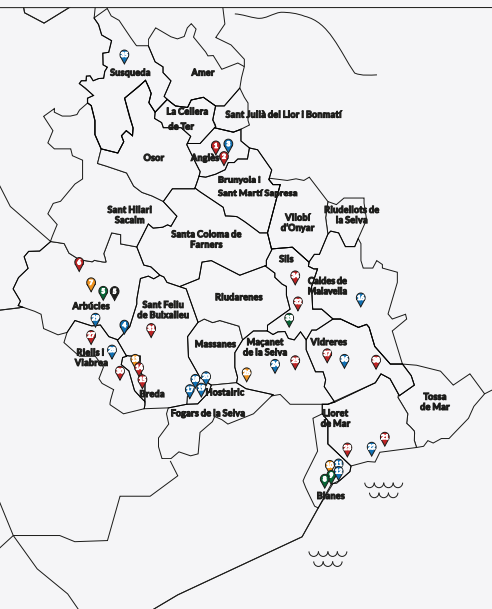 Susqueda
Amer
La Cellera
de Ter
Sant Julià del Llor i Bonmatí
Osor
Anglès
Brunyola i
Sant Martí Sapresa
Sant Hilari
Sacalm
Vilobí
d'Onyar
Riudellots de
la Selva
Santa Coloma de
Farners
Sils
Caldes de
Malavella
Arbúcies
Sant Feliu
de Buixalleu
Riudarenes
Riells i
Viabrea
Massanes
Maçanet
de la Selva
Vidreres
Breda
Hostalric
Fogars de la Selva
Tossa
de Mar
Lloret
de Mar
Blanes